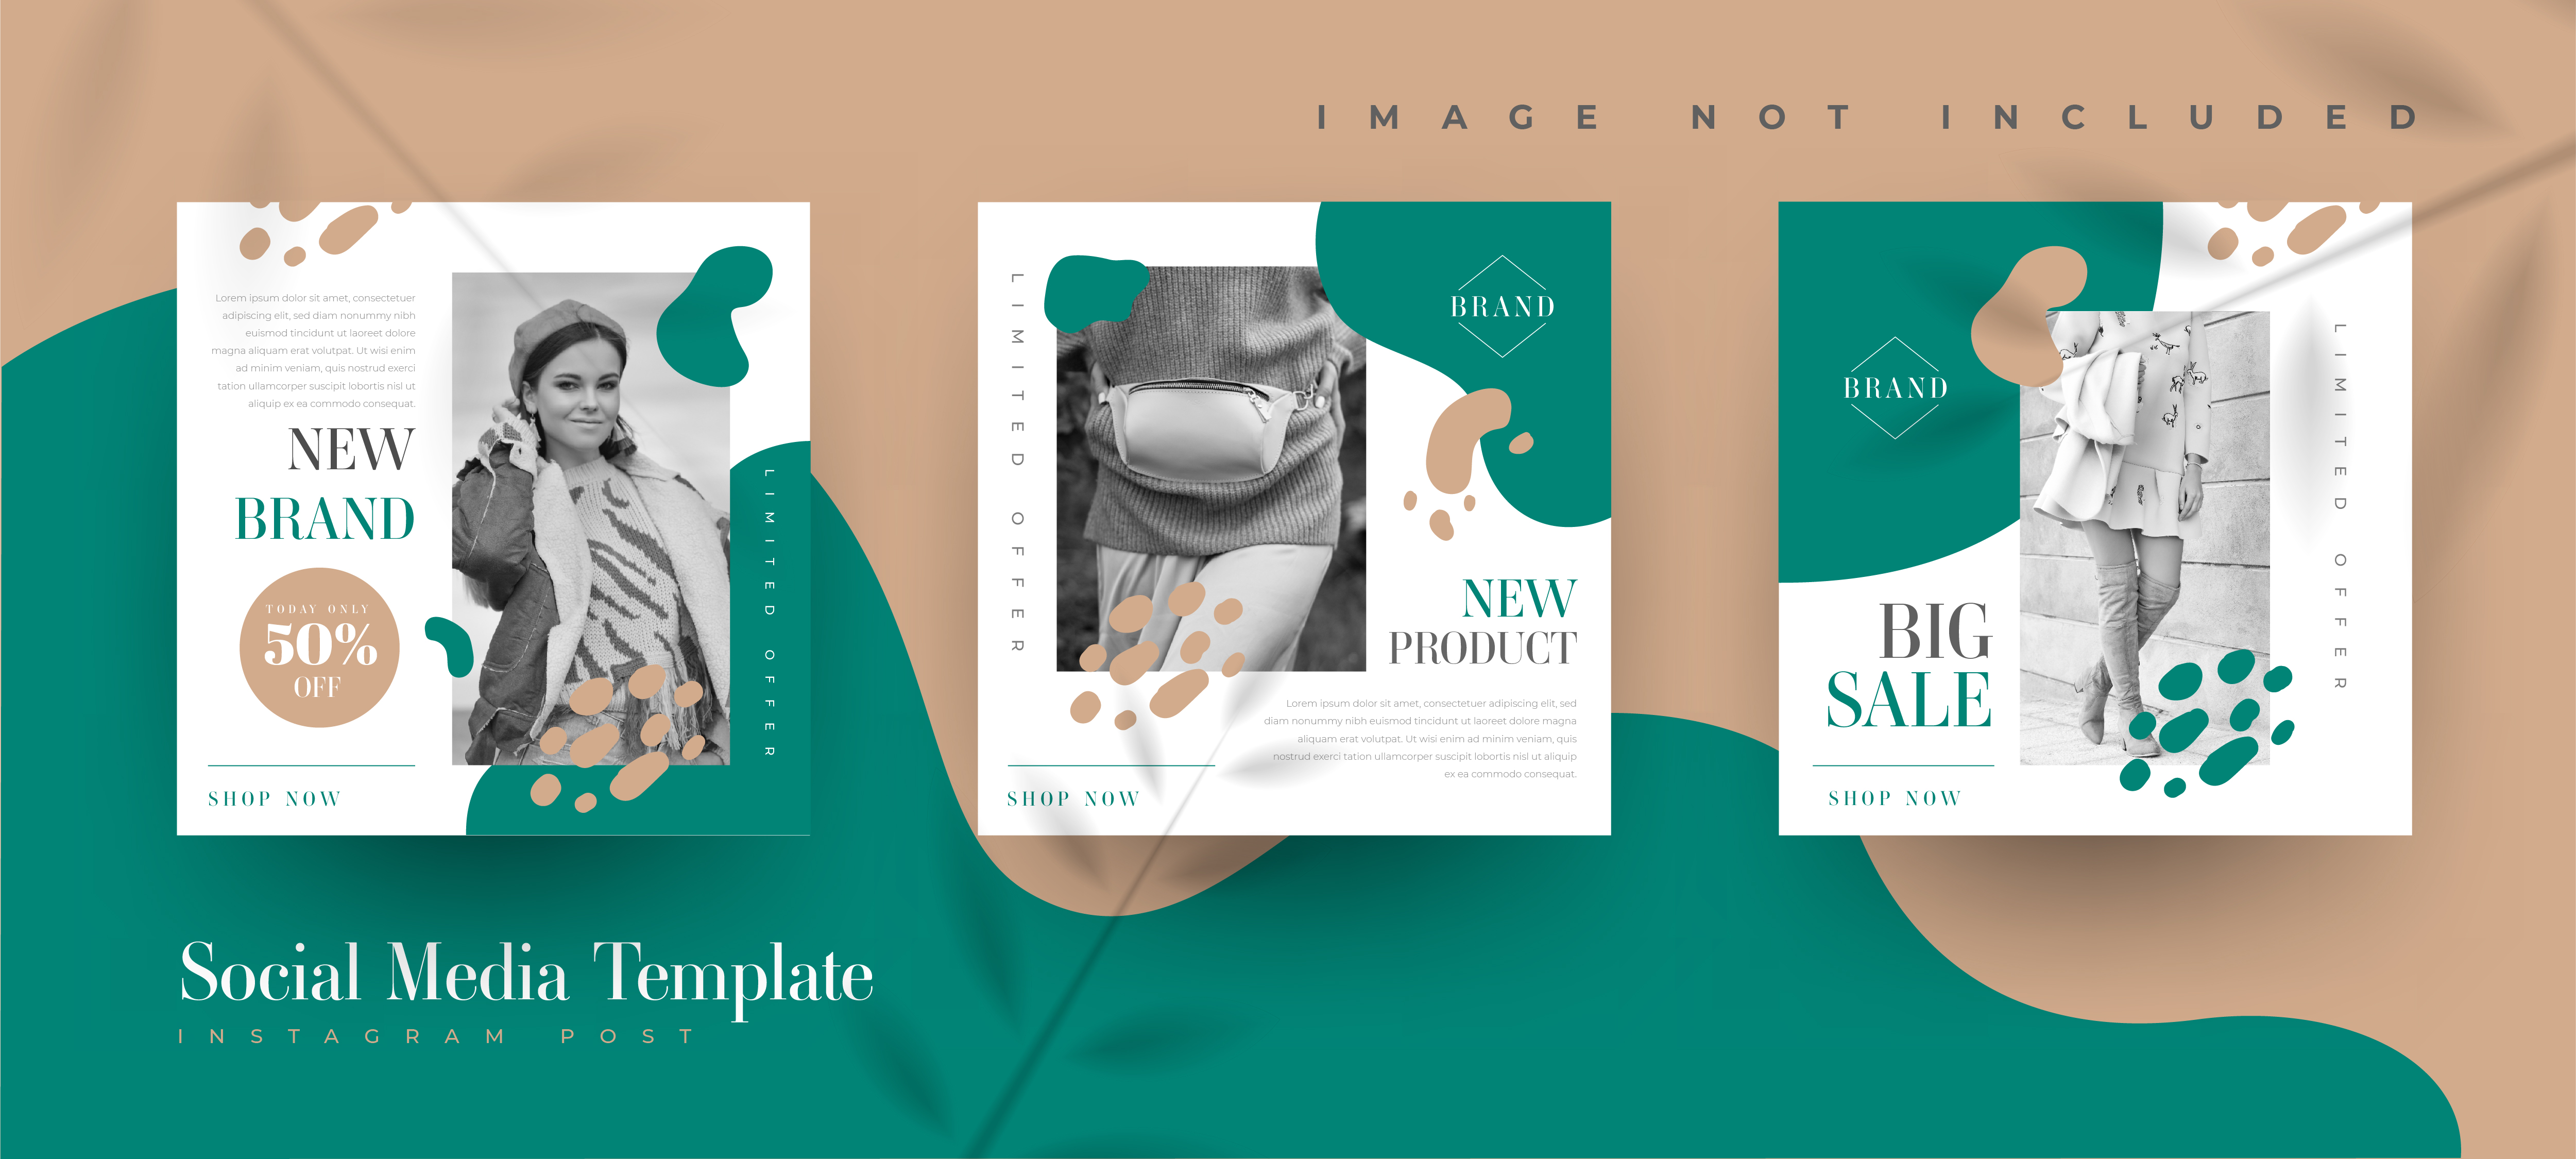 IMAGE NOT INCLUDED
Lorem ipsum dolor sit amet, consectetuer
adipiscing elit, sed diam nonummy nibh
euismod tincidunt ut laoreet dolore
magna aliquam erat volutpat. Ut wisi enim
ad minim veniam, quis nostrud exerci
tation ullamcorper suscipit lobortis nisl ut
aliquip ex ea commodo consequat.
NEW
BRAND
TODAY ONLY
50%
OFF
SHOP NOW
LIMITED OFFER
LIMITED OFFER
BRAND
NEW
PRODUCT
Lorem ipsum dolor sit amet, consectetuer adipiscing elit, sed
diam nonummy nibh euismod tincidunt ut laoreet dolore magna
aliquam erat volutpat. Ut wisi enim ad minim veniam, quis
nostrud exerci tation ullamcorper suscipit lobortis nisl ut aliquip
ex ea commodo consequat.
SHOP NOW
BRAND
BIG
SALE
SHOP NOW
LIMITED OFFER
Social Media Template
INSTAGRAM POST